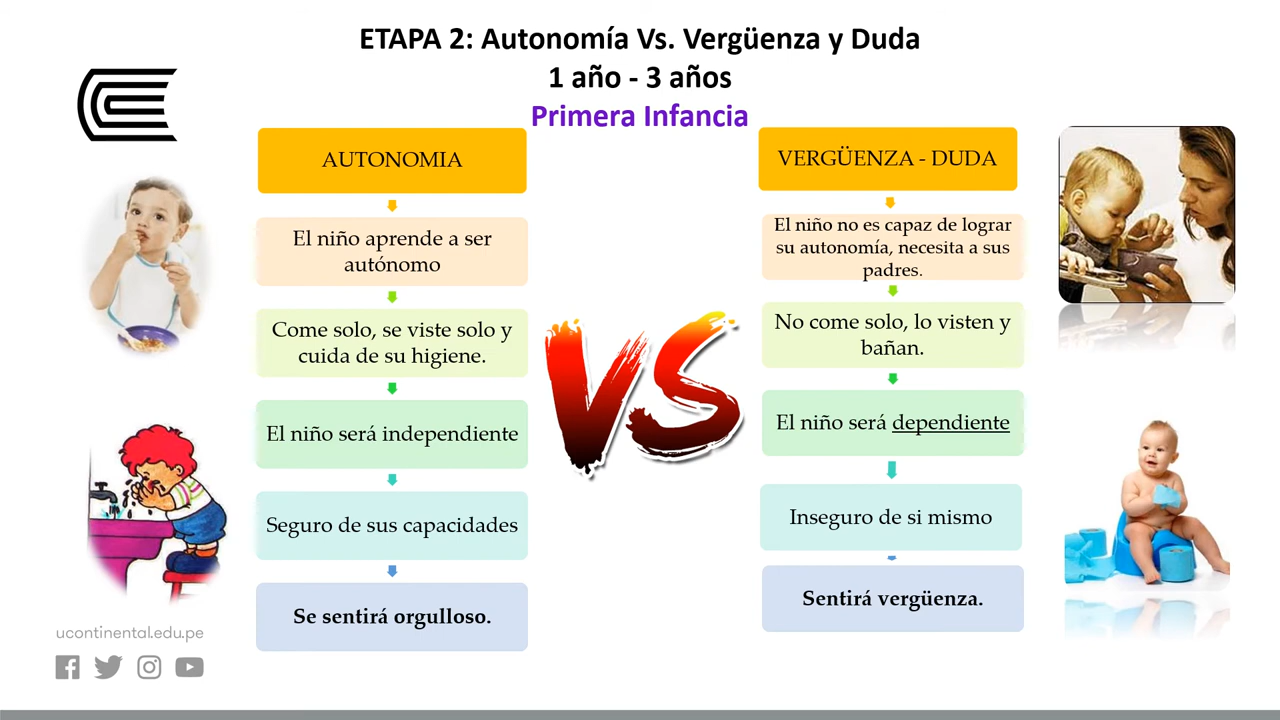 ETAPA 2: Autonomía Vs. Vergüenza y Duda
1 año - 3 años
Primera Infancia
AUTONOMIA
El niño aprende a ser
autónomo
Come solo, se viste solo y
cuida de su higiene.
El niño será independiente
Seguro de sus capacidades
Se sentirá orgulloso.
VS
VERGÜENZA - DUDA
El niño no es capaz de lograr
su autonomía, necesita a sus
padres.
No come solo, lo visten y
bañan.
El niño será dependiente
Inseguro de si mismo
Sentirá vergüenza.
ucontinental.edu.pe